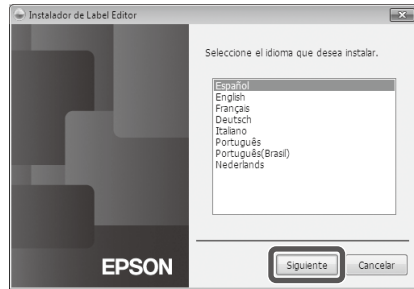 Instalador de Label Editor
Seleccione el idioma que desea instalar.
Español
English
Français
Deutsch
Italiano
Português
Português(Brasil)
Nederlands
EPSON
Siguiente
Cancelar